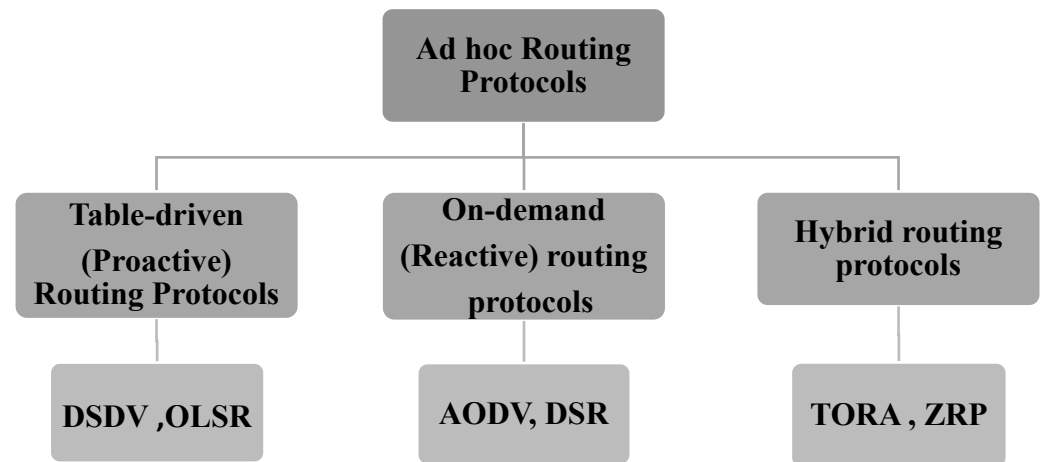 Ad hoc Routing
Protocols
Table-driven
(Proactive)
Routing Protocols
On-demand
(Reactive) routing
protocols
Hybrid routing
protocols
DSDV ,OLSR
AODV, DSR
TORA , ZRP